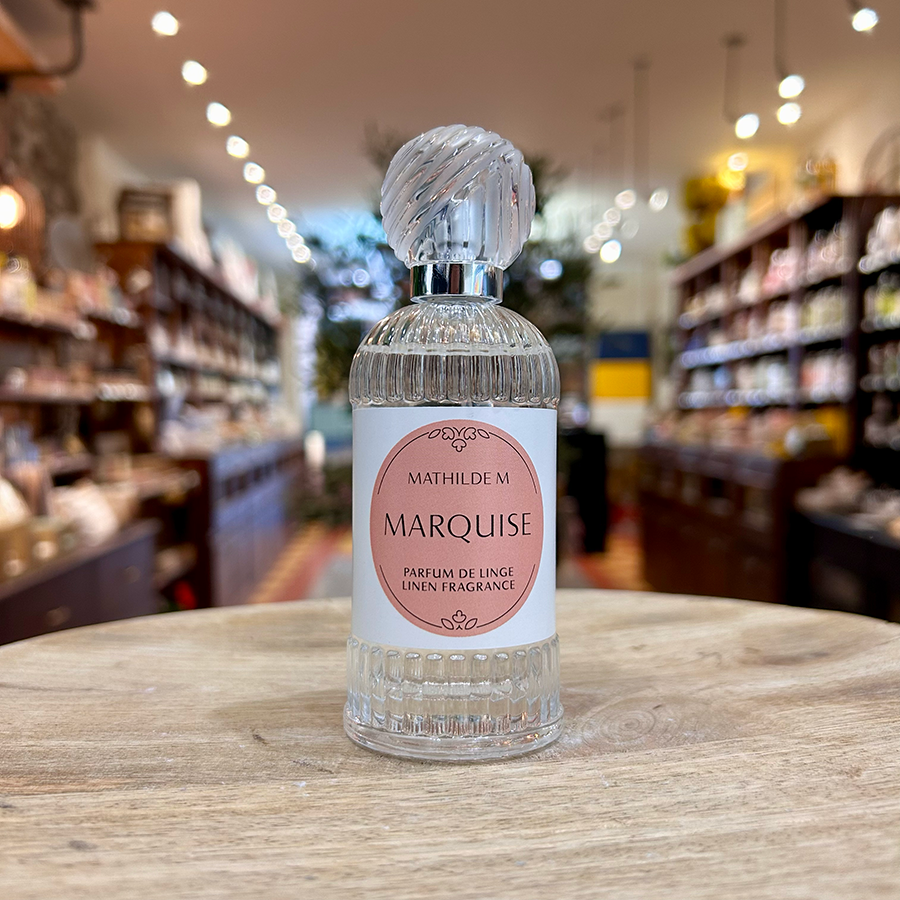 MATHILDE M
MARQUISE
PARFUM DE LINGE
LINEN FRAGRANCE